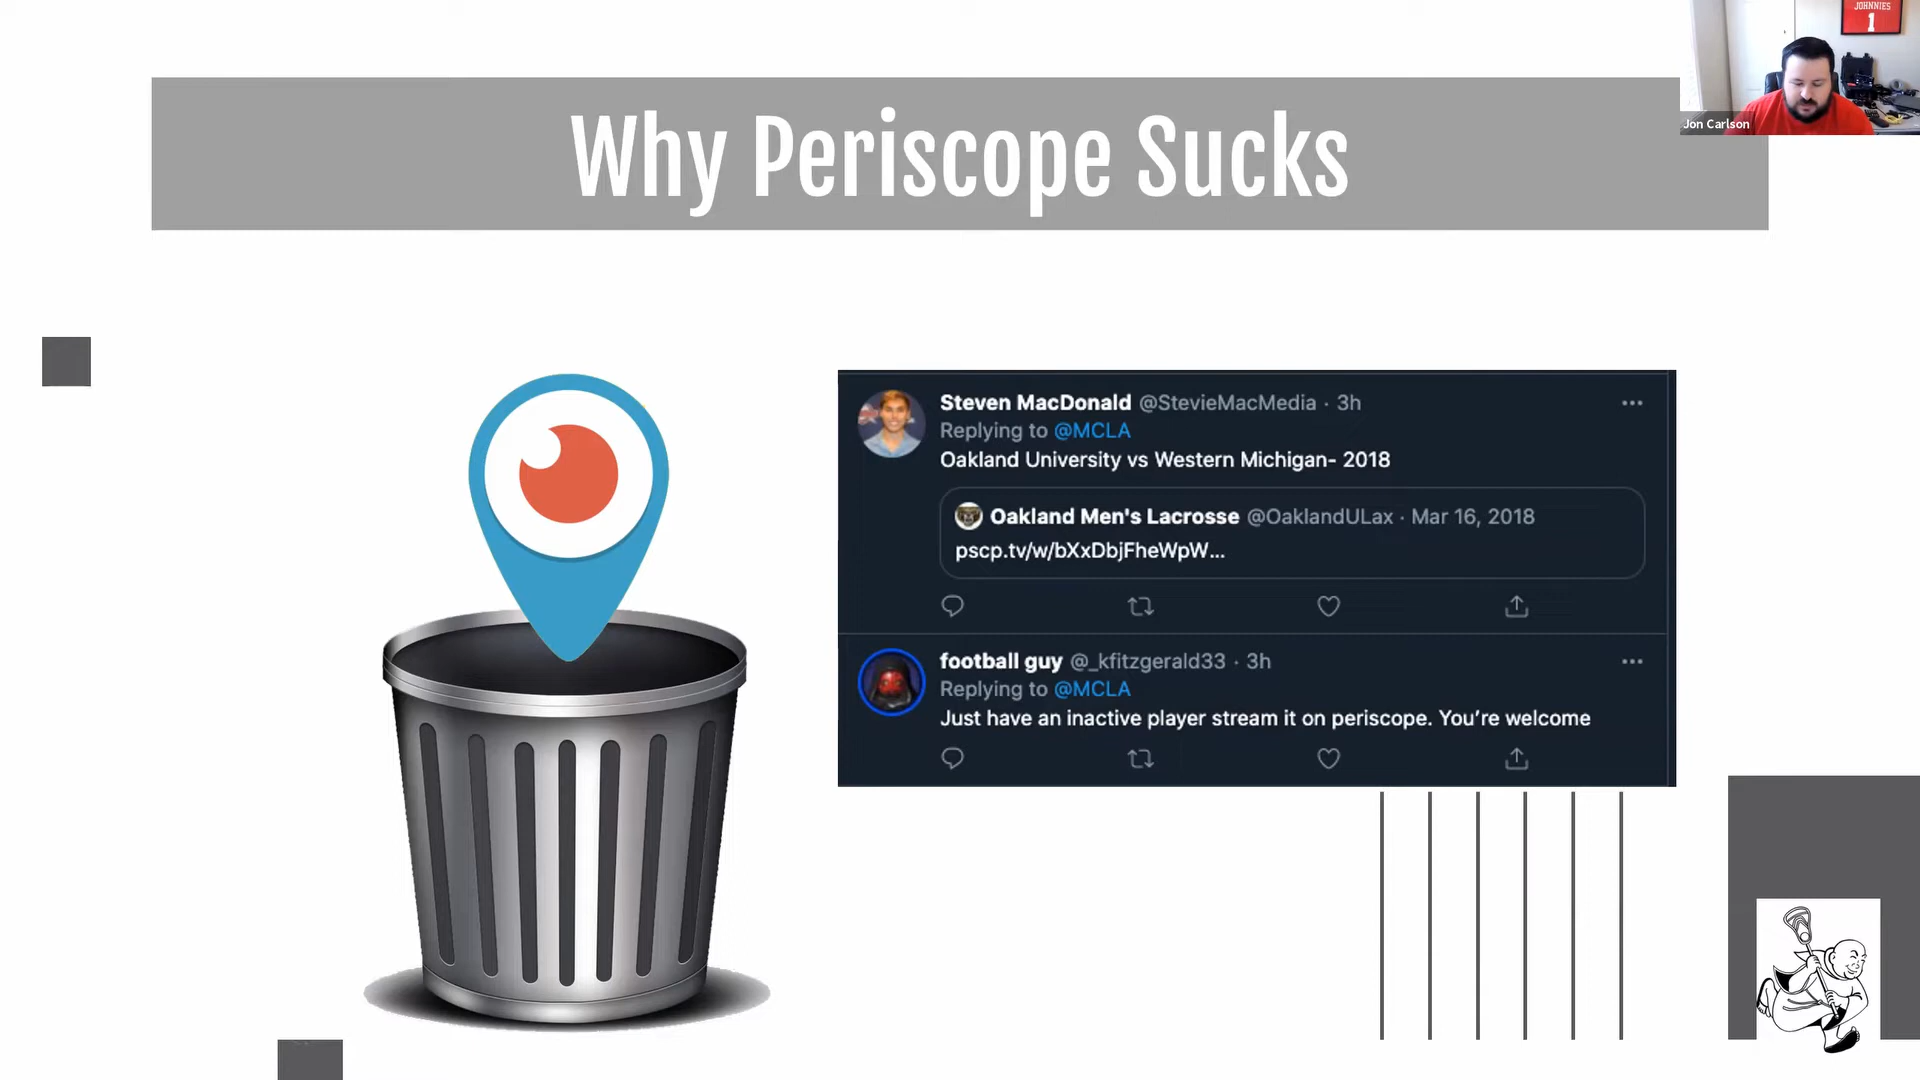 JOHNNIES
1
Jon Carlson
Why Periscope Sucks
Steven MacDonald @StevieMacMedia · 3h
Replying to @MCLA
Oakland University vs Western Michigan- 2018
Oakland Men's Lacrosse @OaklandULax · Mar 16, 2018
pscp.tv/w/bXxDbjFheWpW...
football guy @_kfitzgerald33 · 3h
Replying to @MCLA
Just have an inactive player stream it on periscope. You’re welcome